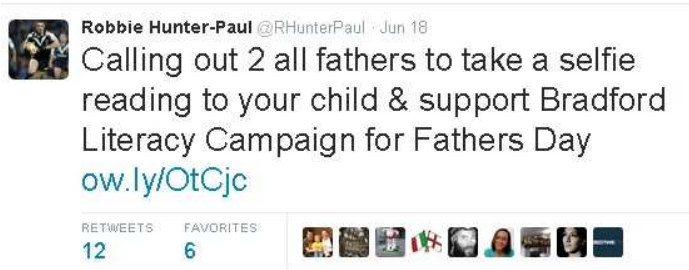 Robbie Hunter-Paul @RHunterPaul · Jun 18
Calling out 2 all fathers to take a selfie
reading to your child & support Bradford
Literacy Campaign for Fathers Day
ow.ly/OtCjc
RETWEETS FAVORITES
12 6